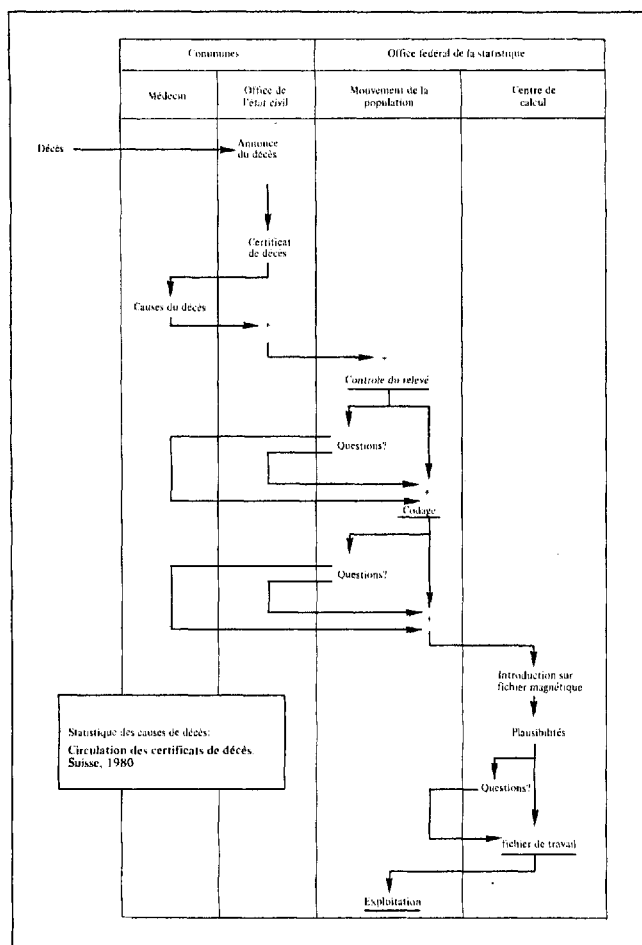 Communes
Office fédéral de la statistique
Médecin
Office de
l'état civil
Mouvement de la
population
Centre de
calcul
Décès
Annonce
du décès
Certificat
de décès
Causes du décès
Controle du relevé
Questions?
Codage
Questions?
Introduction sur
fichier magnétique
Plausibilités
Questions?
fichier de travail
Exploitation
Statistique des causes de décès:
Circulation des certificats de décès.
Suisse, 1980